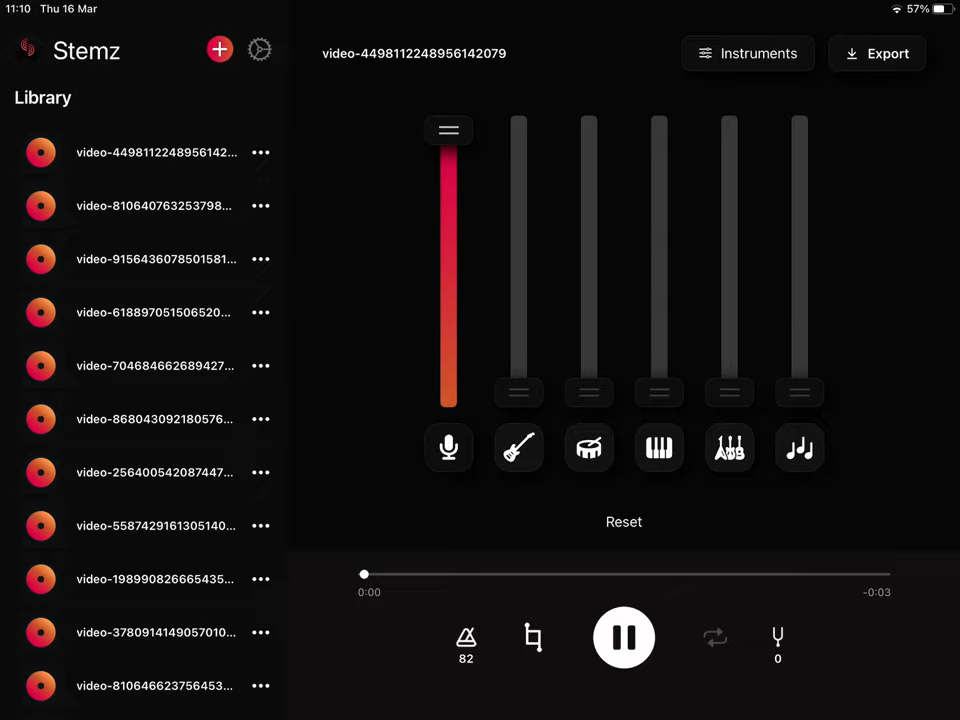 11:10 Thu 16 Mar
57%
Stemz
Library
video-4498112248956142...
video-810640763253798...
video-9156436078501581...
video-618897051506520...
video-704684662689427...
video-868043092180576...
video-256400542087447...
video-5587429161305140...
video-198990826665435...
video-3780914149057010...
video-810646623756453...
video-4498112248956142079
Instruments
Export
Reset
0:00
-0:03
82
0